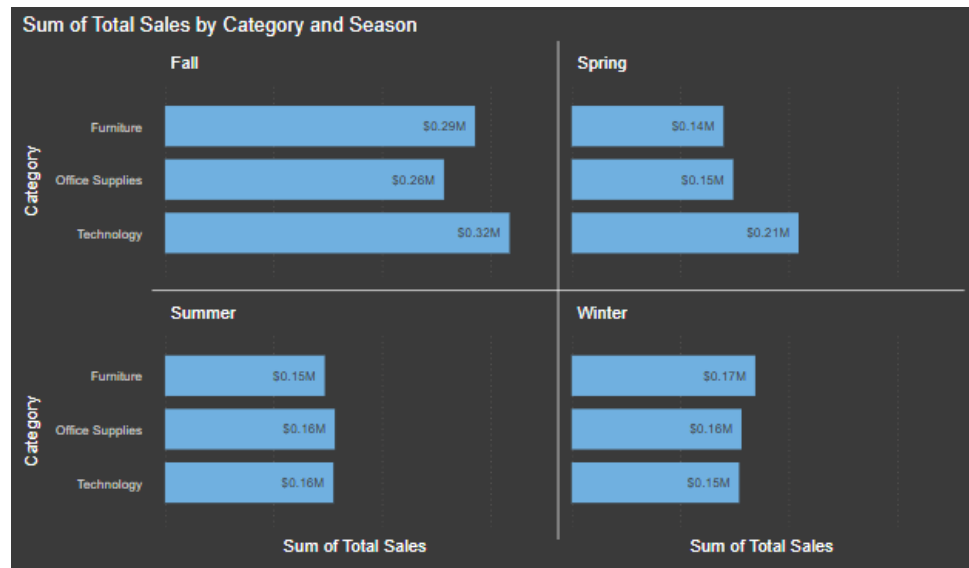 Sum of Total Sales by Category and Season
Fall
Category
Furniture
$0.29M
Office Supplies
$0.26M
Technology
$0.32M
Spring
$0.14M
$0.15M
$0.21M
Summer
Category
Furniture
$0.15M
Office Supplies
$0.16M
Technology
$0.16M
Sum of Total Sales
Winter
$0.17M
$0.16M
$0.15M
Sum of Total Sales